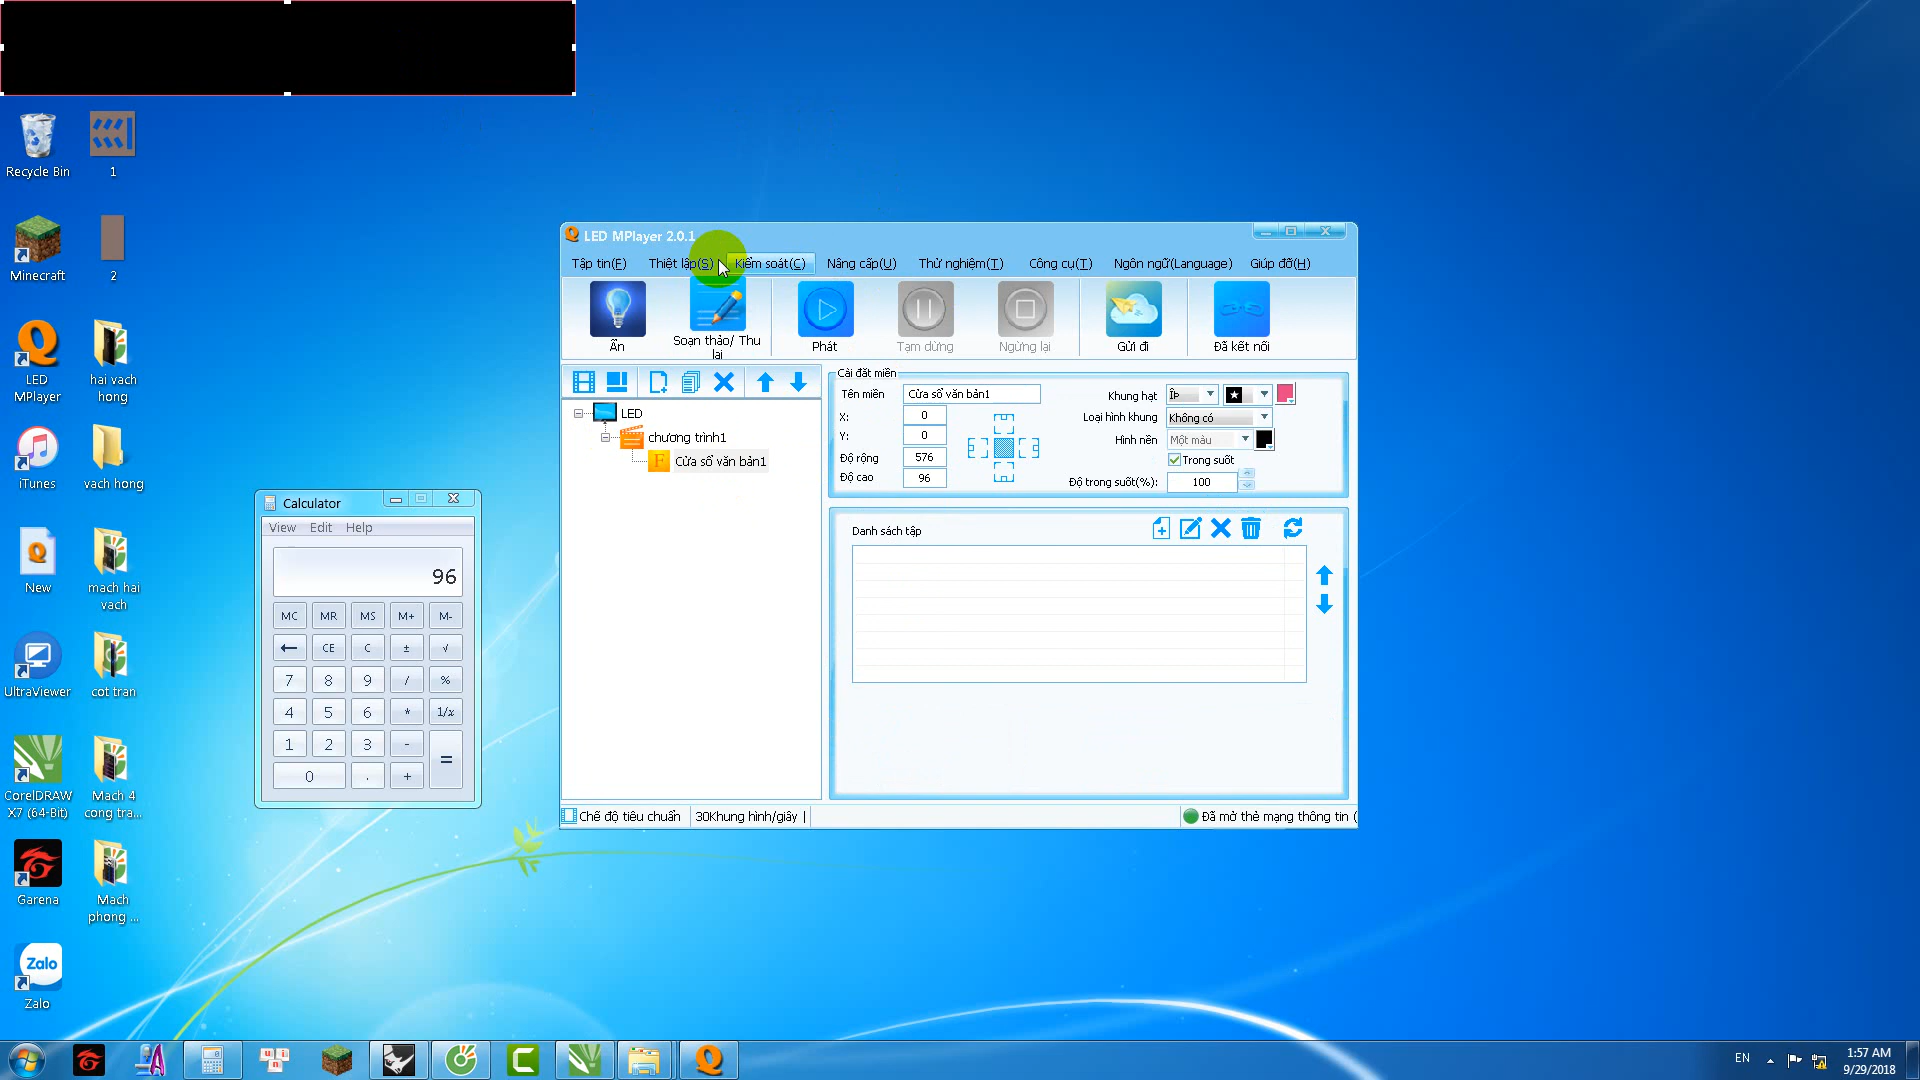 Recycle Bin
1
Minecraft
2
LED
MPlayer
hai vach
hong
iTunes
vach hong
New
mach hai
vach
UltraViewer
cot tran
CorelDRAW
X7 (64-Bit)
Mach 4
cong tra...
Garena
Mach
phong ...
Zalo
Zalo
Calculator
View Edit Help
96
MC MR MS M+ M-
CE C ± √
7 8 9 / %
4 5 6 * 1/x
1 2 3 - =
0 . +
LED MPlayer 2.0.1
Tập tin(F) Thiệt lập(S) Kiểm soát(C) Nâng cấp(U) Thử nghiệm(T) Công cụ(T) Ngôn ngữ(Language) Giúp đỡ(H)
Ẩn
Soạn thảo/ Thu
lại
Phát
Tạm dừng
Ngừng lại
Gửi đi
Đã kết nối
LED
chương trình1
Cửa sổ văn bản1
Cài đặt miền
Tên miền Cửa sổ văn bản1
X: 0
Y: 0
Độ rộng 576
Độ cao 96
Khung hạt
Loại hình khung Không có
Hình nền Một màu
Trong suốt
Độ trong suốt(%): 100
Danh sách tập
Chế độ tiêu chuẩn 30Khung hình/giây |
Đã mở thẻ mạng thông tin (
EN
1:57 AM
9/29/2018